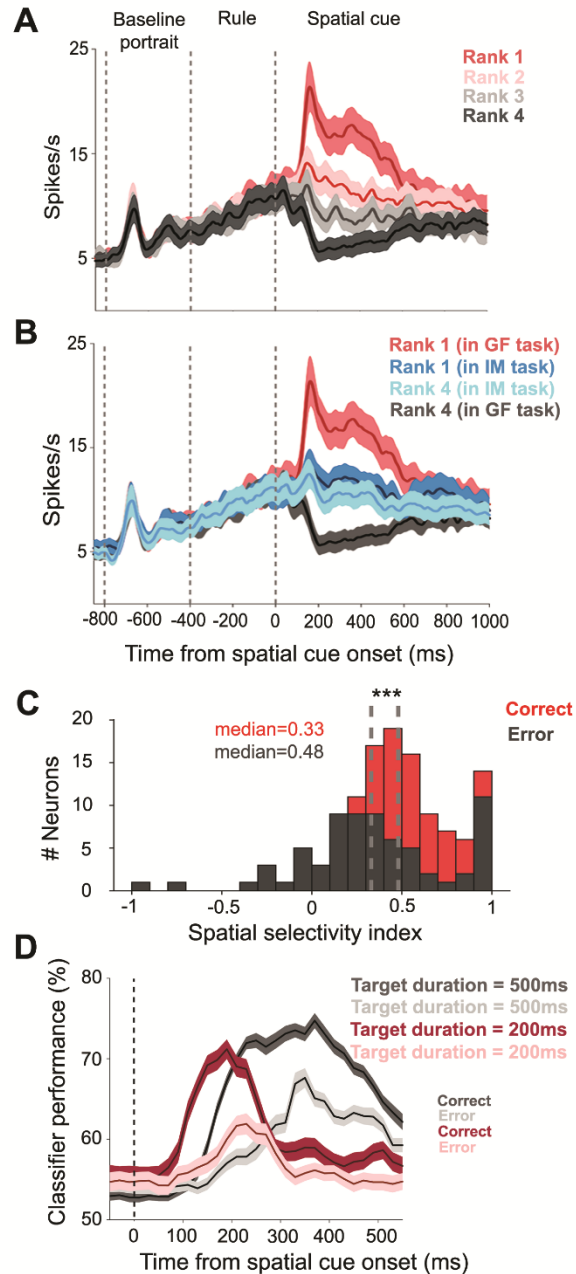 A
Baseline
portrait
Rule
Spatial cue
Rank 1
Rank 2
Rank 3
Rank 4
25
15
5
Spikes/s
B
Rank 1 (in GF task)
Rank 1 (in IM task)
Rank 4 (in IM task)
Rank 4 (in GF task)
25
15
5
Spikes/s
-800 -600 -400 -200 0 200 400 600 800 1000
Time from spatial cue onset (ms)
C
***
median=0.33
median=0.48
Correct
Error
20
15
10
5
0
# Neurons
-1 -0.5 0 0.5 1
Spatial selectivity index
D
Target duration = 500ms
Target duration = 500ms
Target duration = 200ms
Target duration = 200ms
Correct
Error
Correct
Error
80
70
60
50
Classifier performance (%)
0 100 200 300 400 500
Time from spatial cue onset (ms)